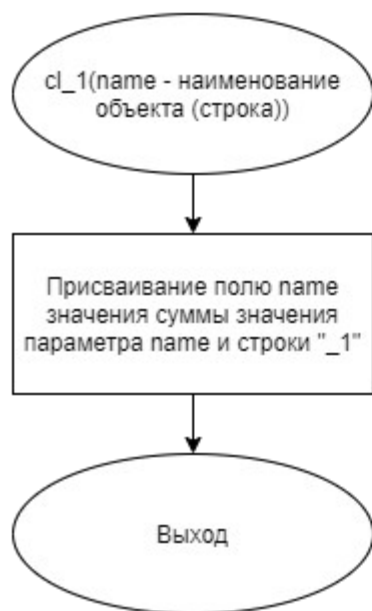 cl_1(name - наименование
объекта (строка))
Присваивание полю name
значения суммы значения
параметра name и строки "_1"
Выход